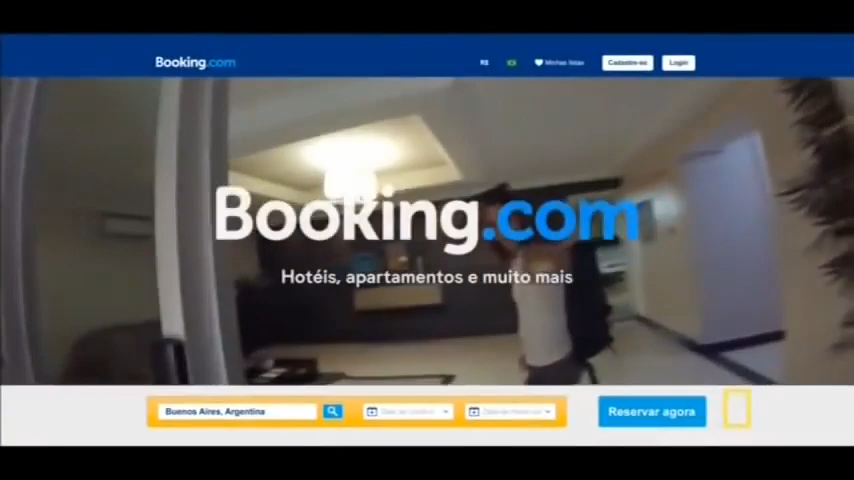 Booking.com
R$
Minhas listas
Cadastre-se
Login
Booking.com
Hotéis, apartamentos e muito mais
Buenos Aires, Argentina
Reservar agora